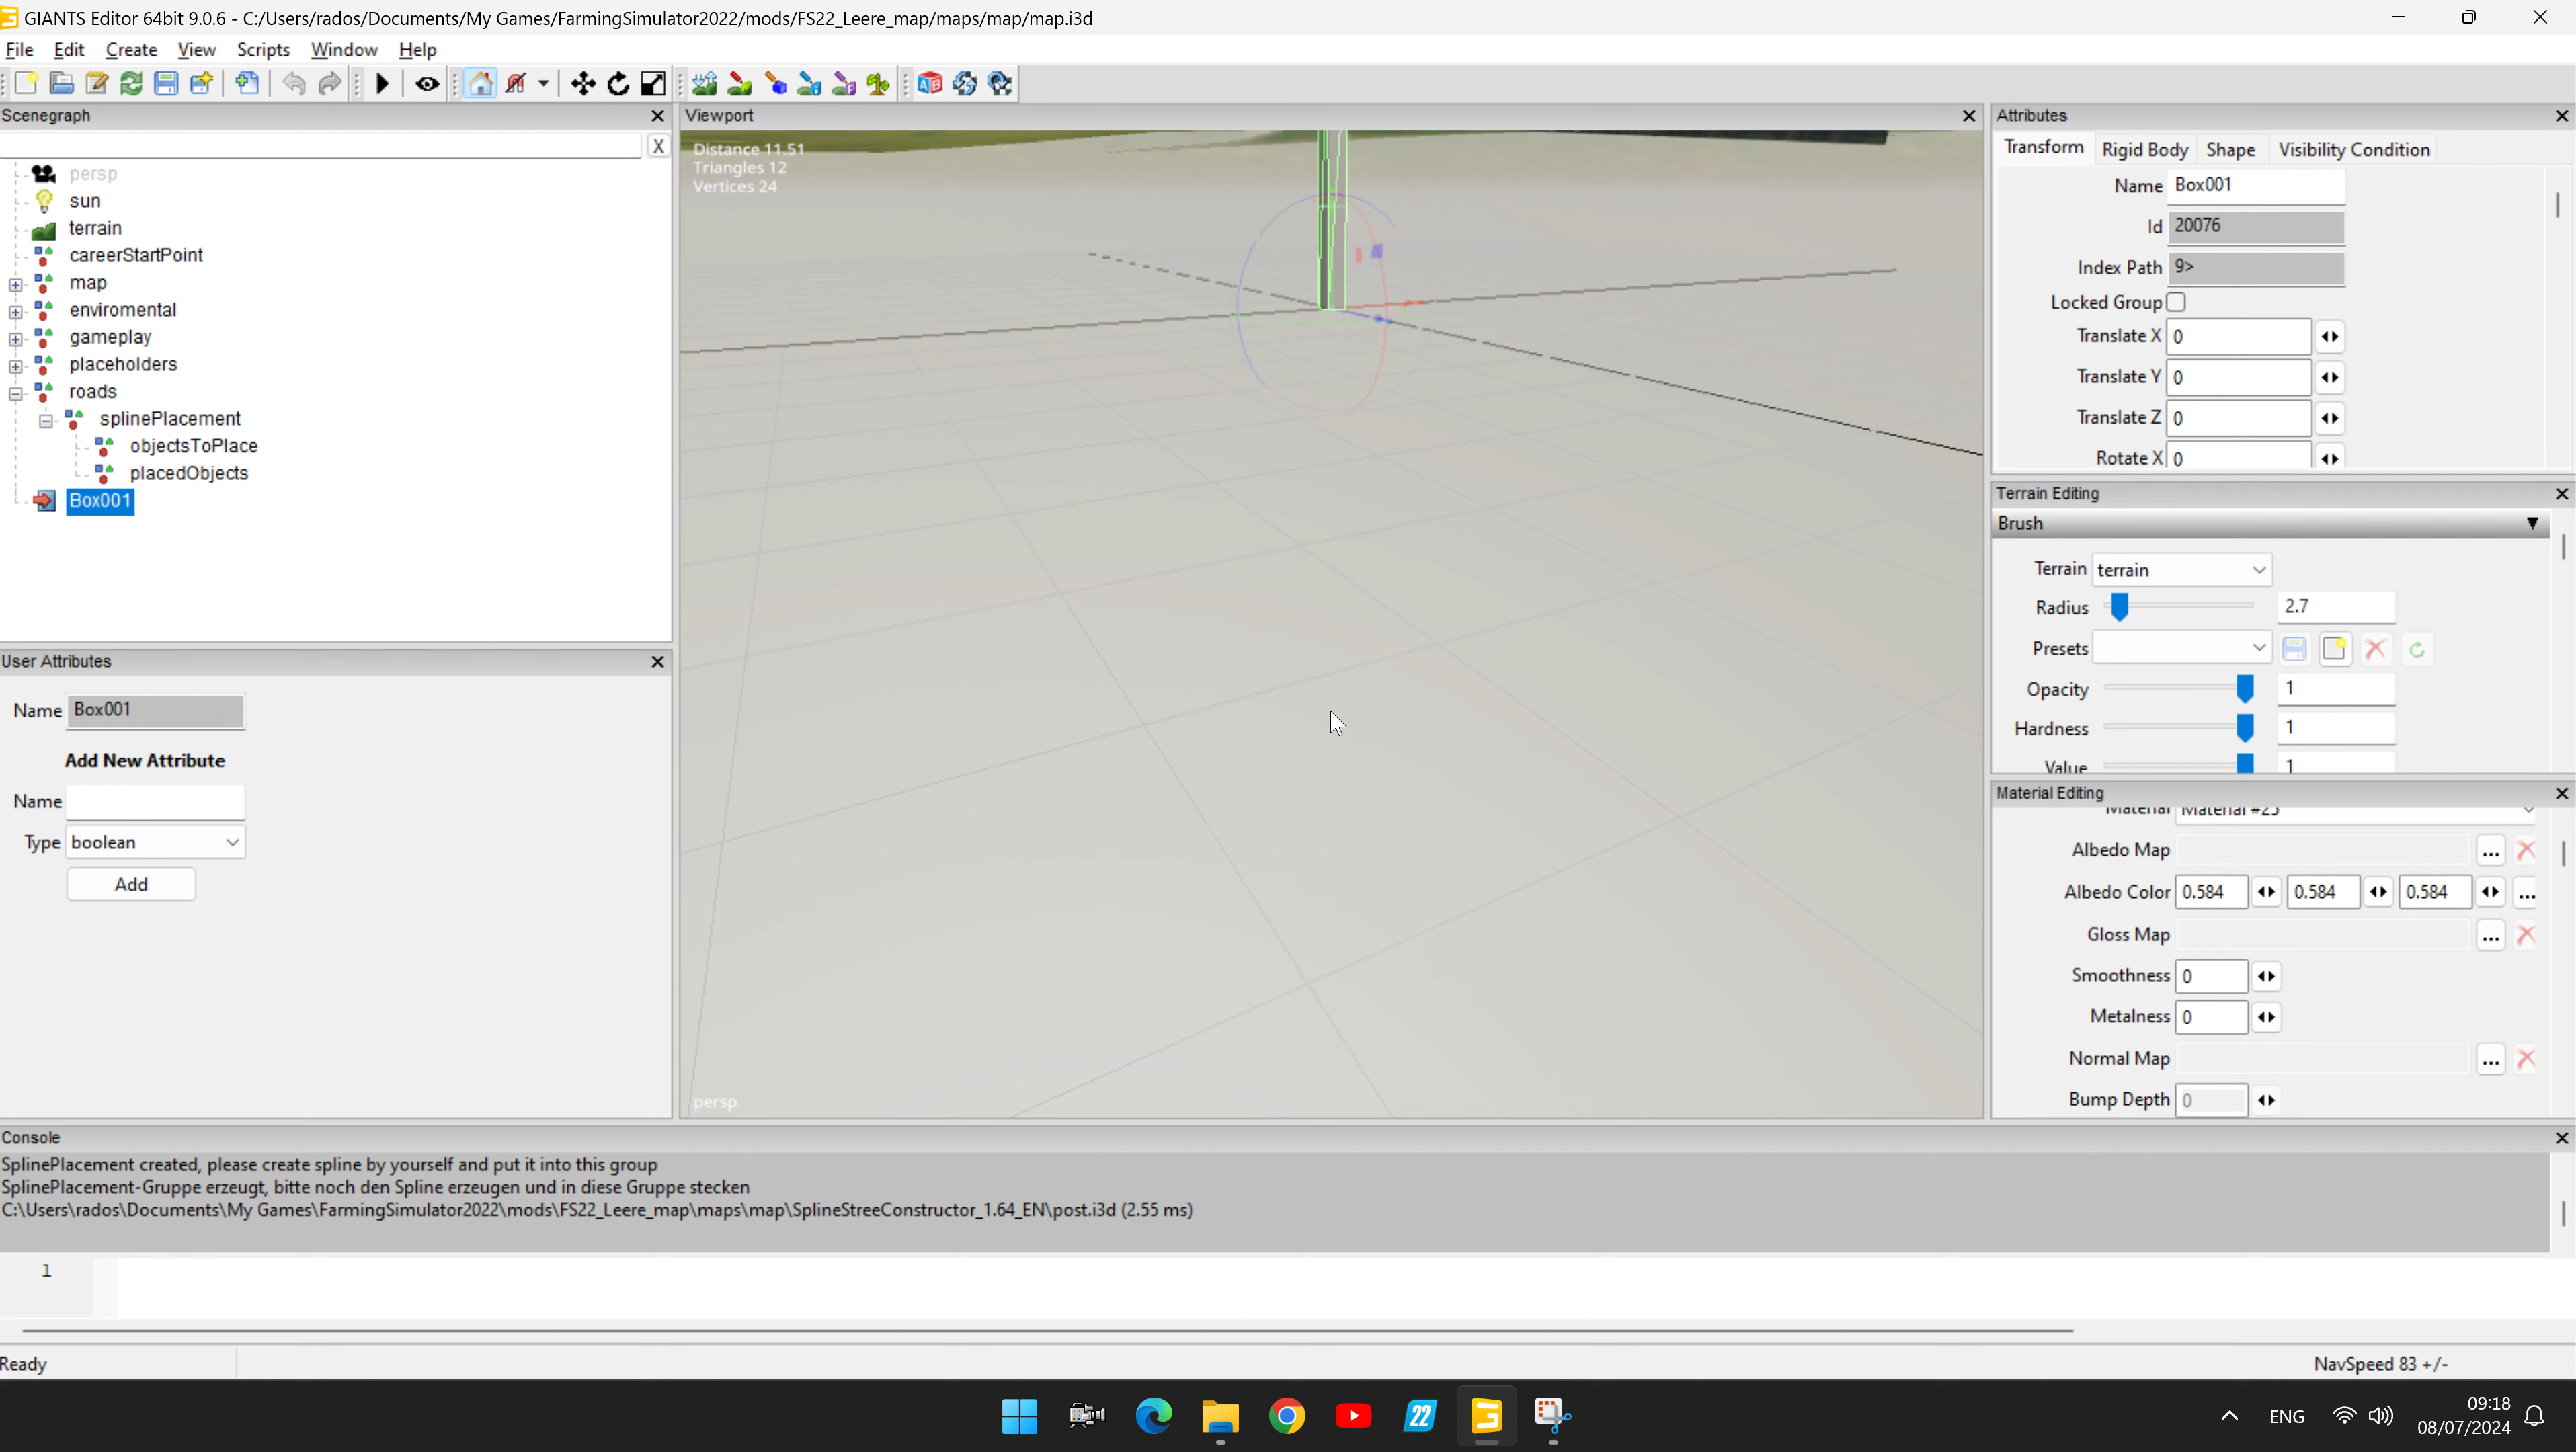 GIANTS Editor 64bit 9.0.6 - C:/Users/rados/Documents/My Games/FarmingSimulator2022/mods/FS22_Leere_map/maps/map/map.i3d
File Edit Create View Scripts Window Help
Scenegraph
X
persp
sun
terrain
careerStartPoint
map
enviromental
gameplay
placeholders
roads
splinePlacement
objectsToPlace
placedObjects
Box001
User Attributes
Name Box001
Add New Attribute
Name
Type boolean
Add
Viewport
Distance 11.51
Triangles 12
Vertices 24
persp
Attributes
Transform Rigid Body Shape Visibility Condition
Name Box001
Id 20076
Index Path 9>
Locked Group
Translate X 0
Translate Y 0
Translate Z 0
Rotate X 0
Terrain Editing
Brush
Terrain terrain
Radius 2.7
Presets
Opacity 1
Hardness 1
Value 1
Material Editing
Material Material #25
Albedo Map ...
Albedo Color 0.584 0.584 0.584 ...
Gloss Map ...
Smoothness 0
Metalness 0
Normal Map ...
Bump Depth 0
Console
SplinePlacement created, please create spline by yourself and put it into this group
SplinePlacement-Gruppe erzeugt, bitte noch den Spline erzeugen und in diese Gruppe stecken
C:\Users\rados\Documents\My Games\FarmingSimulator2022\mods\FS22_Leere_map\maps\map\SplineStreeConstructor_1.64_EN\post.i3d (2.55 ms)
1
Ready
NavSpeed 83 +/-
22
ENG
09:18
08/07/2024